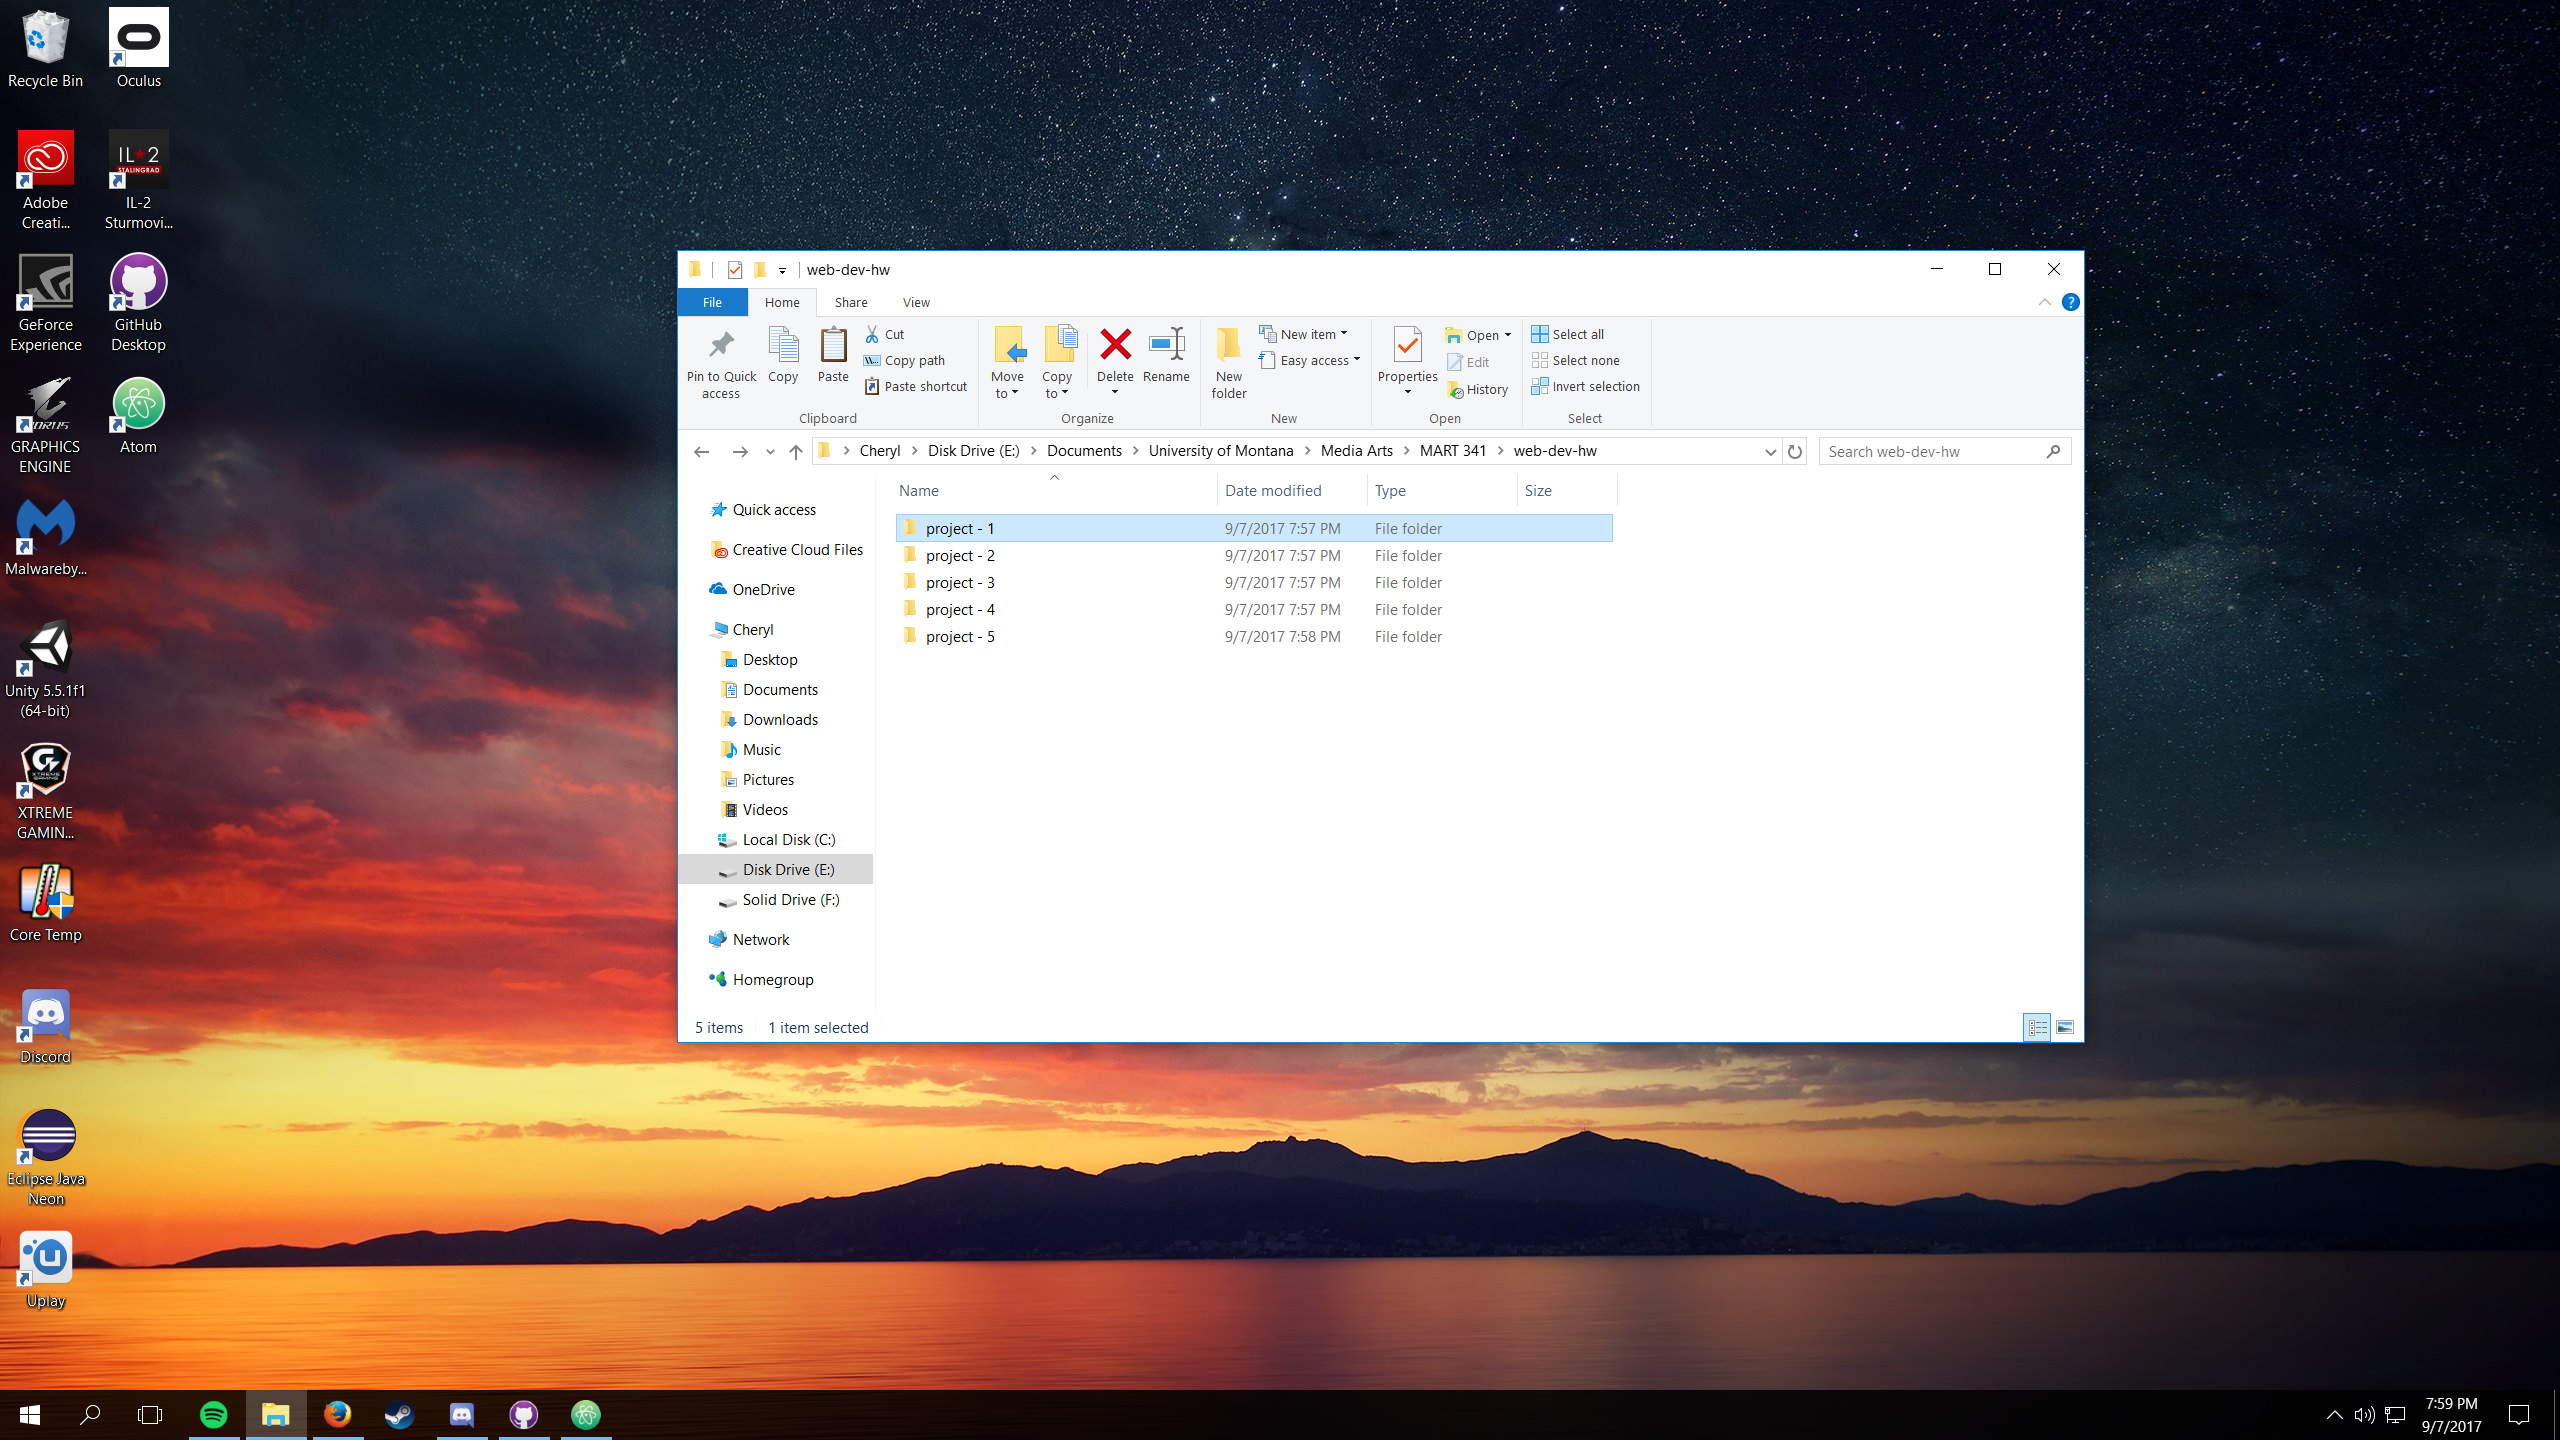 Recycle Bin
Oculus
Adobe
Creati...
IL★2
STALINGRAD
IL-2
Sturmovi...
GeForce
Experience
GitHub
Desktop
GRAPHICS
ENGINE
Atom
Malwareby...
Unity 5.5.1f1
(64-bit)
XTREME
GAMIN...
Core Temp
Discord
Eclipse Java
Neon
Uplay
web-dev-hw
File
Home
Share
View
Pin to Quick
access
Copy
Paste
Cut
Copy path
Paste shortcut
Clipboard
Move
to
Copy
to
Delete
Rename
Organize
New
folder
New item
Easy access
New
Properties
Open
Edit
History
Open
Select all
Select none
Invert selection
Select
Cheryl > Disk Drive (E:) > Documents > University of Montana > Media Arts > MART 341 > web-dev-hw
Search web-dev-hw
Name Date modified Type Size
project - 1 9/7/2017 7:57 PM File folder
project - 2 9/7/2017 7:57 PM File folder
project - 3 9/7/2017 7:57 PM File folder
project - 4 9/7/2017 7:57 PM File folder
project - 5 9/7/2017 7:58 PM File folder
Quick access
Creative Cloud Files
OneDrive
Cheryl
Desktop
Documents
Downloads
Music
Pictures
Videos
Local Disk (C:)
Disk Drive (E:)
Solid Drive (F:)
Network
Homegroup
5 items 1 item selected
7:59 PM
9/7/2017